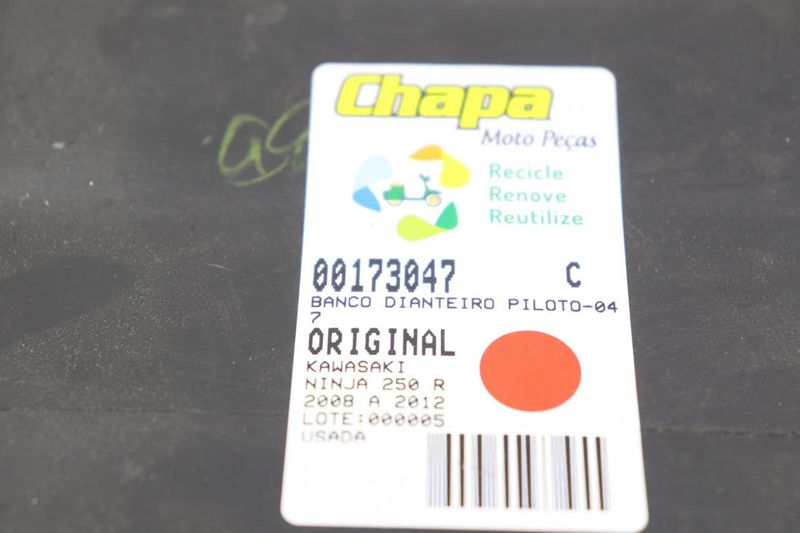 Chapa
Moto Peças
Recicle
Renove
Reutilize
00173047 C
BANCO DIANTEIRO PILOTO-04
7
ORIGINAL
KAWASAKI
NINJA 250 R
2008 A 2012
LOTE:000005
USADA